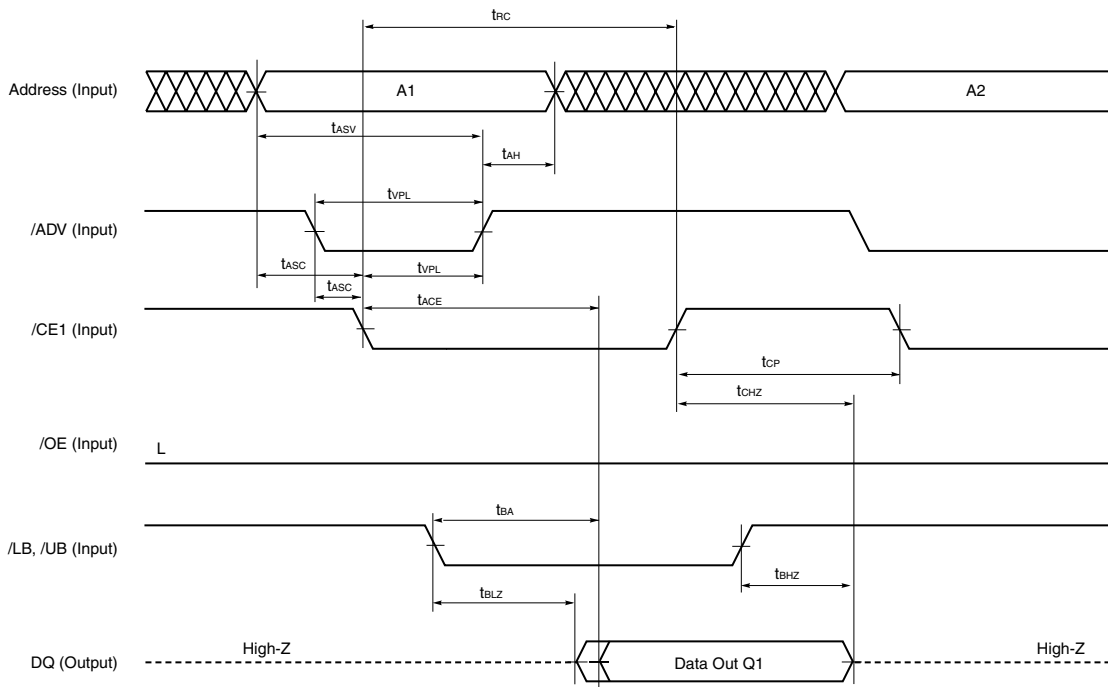 tRC
Address (Input)
A1
A2
tASV
tAH
tVPL
/ADV (Input)
tASC
tVPL
tASC
tACE
/CE1 (Input)
tCP
tCHZ
/OE (Input)
L
tBA
/LB, /UB (Input)
tBHZ
tBLZ
High-Z
High-Z
DQ (Output)
Data Out Q1